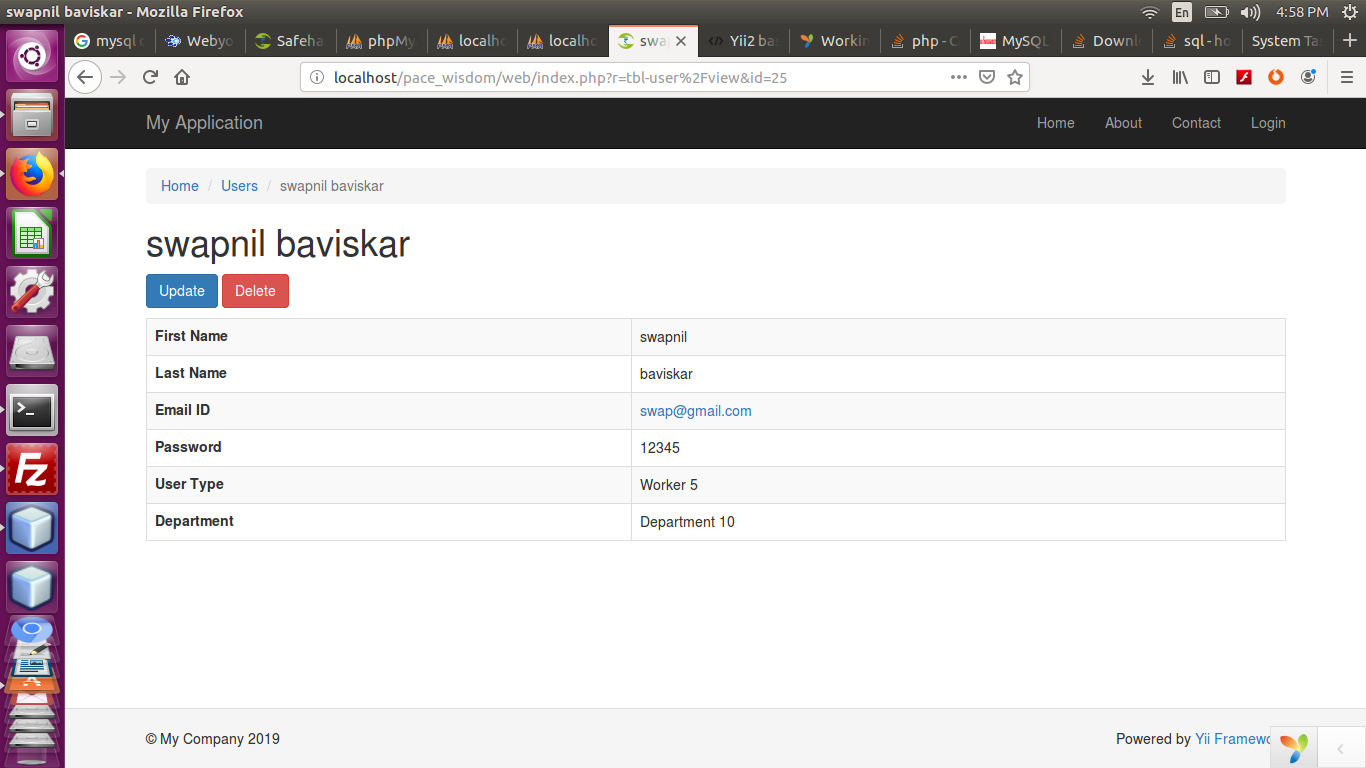 swapnil baviskar - Mozilla Firefox
En
4:58 PM
mysql
Webyo
Safeha
phpMy
localho
localho
swa
Yii2 ba
Workin
php - C
MySQL
Downl
sql - ho
System Ta
localhost/pace_wisdom/web/index.php?r=tbl-user%2Fview&id=25
My Application
Home
About
Contact
Login
Home / Users / swapnil baviskar
swapnil baviskar
Update
Delete
First Name swapnil
Last Name baviskar
Email ID swap@gmail.com
Password 12345
User Type Worker 5
Department Department 10
© My Company 2019
Powered by Yii Framewo